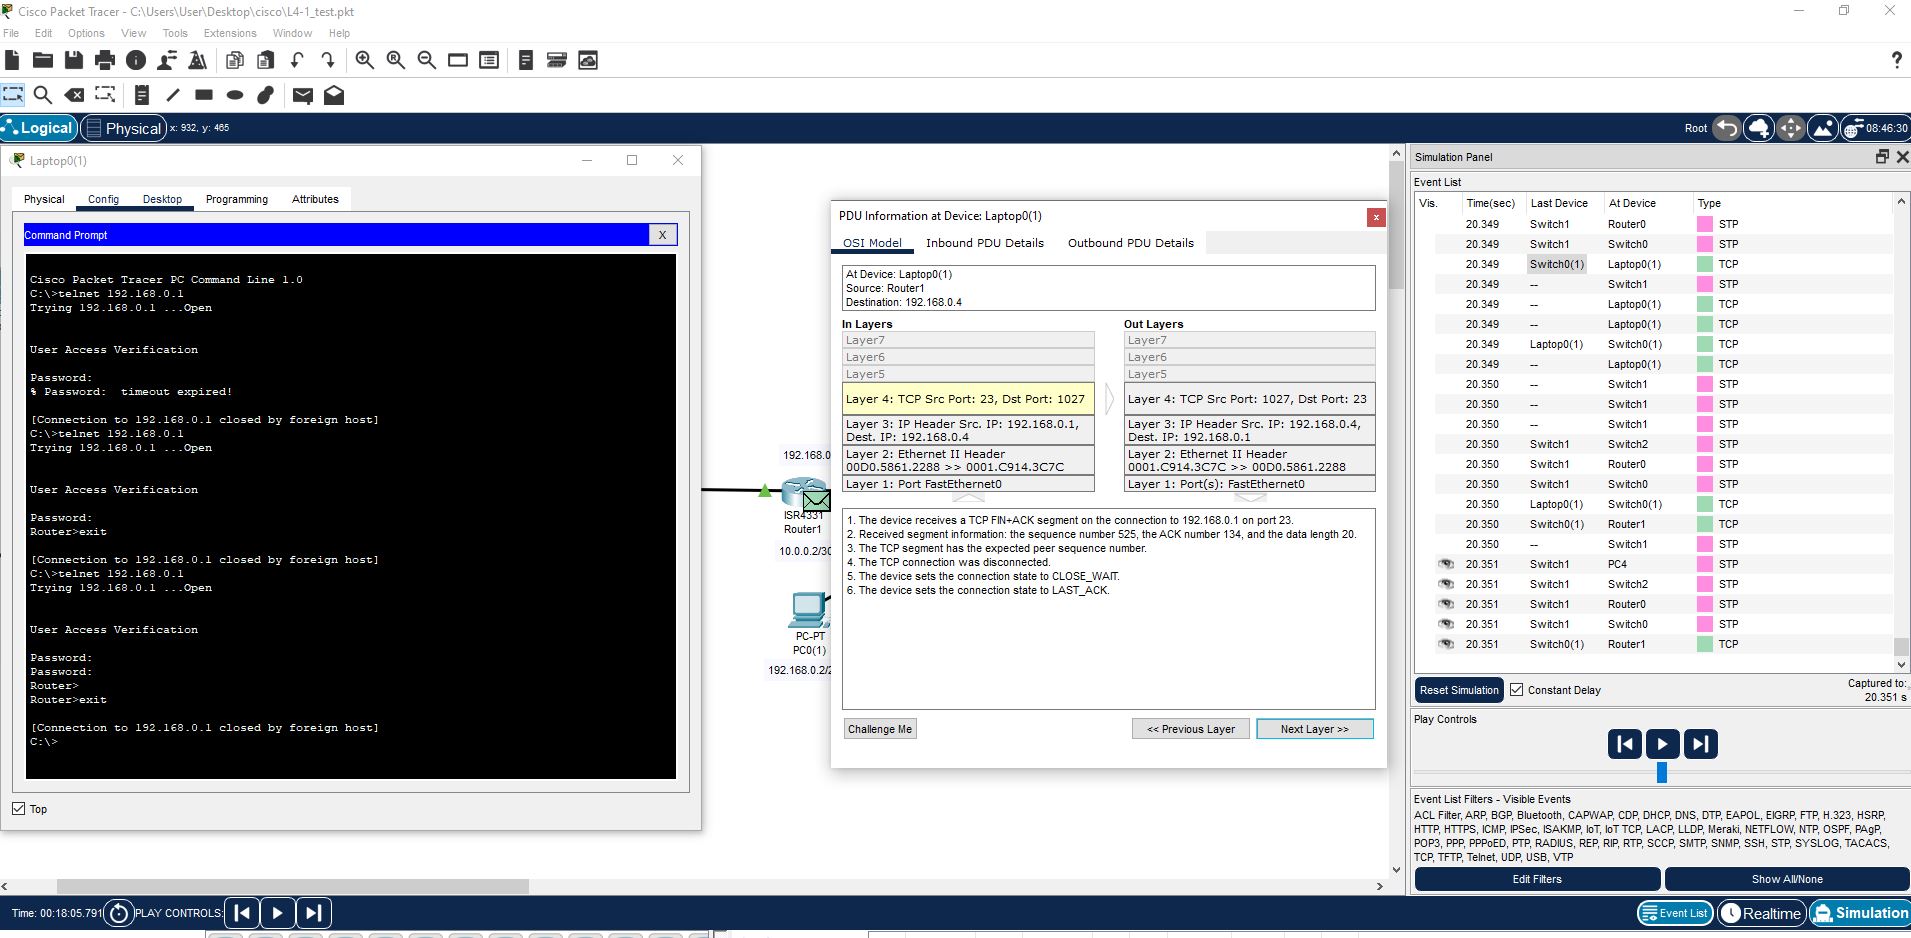 Cisco Packet Tracer - C:\Users\User\Desktop\cisco\L4-1_test.pkt
File Edit Options View Tools Extensions Window Help
?
Logical Physical x: 932, y: 465 Root 08:46:30
Laptop0(1)
Physical Config Desktop Programming Attributes
Command Prompt X
Cisco Packet Tracer PC Command Line 1.0
C:\>telnet 192.168.0.1
Trying 192.168.0.1 ...Open
User Access Verification
Password:
% Password:  timeout expired!
[Connection to 192.168.0.1 closed by foreign host]
C:\>telnet 192.168.0.1
Trying 192.168.0.1 ...Open
User Access Verification
Password:
Router>exit
[Connection to 192.168.0.1 closed by foreign host]
C:\>telnet 192.168.0.1
Trying 192.168.0.1 ...Open
User Access Verification
Password:
Password:
Router>
Router>exit
[Connection to 192.168.0.1 closed by foreign host]
C:\>
Top
192.168.0
ISR4331
Router1
10.0.0.2/30
PC-PT
PC0(1)
192.168.0.2/2
PDU Information at Device: Laptop0(1) x
OSI Model Inbound PDU Details Outbound PDU Details
At Device: Laptop0(1)
Source: Router1
Destination: 192.168.0.4
In Layers
Layer7
Layer6
Layer5
Layer 4: TCP Src Port: 23, Dst Port: 1027
Layer 3: IP Header Src. IP: 192.168.0.1,
Dest. IP: 192.168.0.4
Layer 2: Ethernet II Header
00D0.5861.2288 >> 0001.C914.3C7C
Layer 1: Port FastEthernet0
Out Layers
Layer7
Layer6
Layer5
Layer 4: TCP Src Port: 1027, Dst Port: 23
Layer 3: IP Header Src. IP: 192.168.0.4,
Dest. IP: 192.168.0.1
Layer 2: Ethernet II Header
0001.C914.3C7C >> 00D0.5861.2288
Layer 1: Port(s): FastEthernet0
1. The device receives a TCP FIN+ACK segment on the connection to 192.168.0.1 on port 23.
2. Received segment information: the sequence number 525, the ACK number 134, and the data length 20.
3. The TCP segment has the expected peer sequence number.
4. The TCP connection was disconnected.
5. The device sets the connection state to CLOSE_WAIT.
6. The device sets the connection state to LAST_ACK.
Challenge Me << Previous Layer Next Layer >>
Simulation Panel
Event List
Vis. Time(sec) Last Device At Device Type
20.349 Switch1 Router0 STP
20.349 Switch1 Switch0 STP
20.349 Switch0(1) Laptop0(1) TCP
20.349 -- Switch1 STP
20.349 -- Laptop0(1) TCP
20.349 -- Laptop0(1) TCP
20.349 Laptop0(1) Switch0(1) TCP
20.349 -- Laptop0(1) TCP
20.350 -- Switch1 STP
20.350 -- Switch1 STP
20.350 -- Switch1 STP
20.350 Switch1 Switch2 STP
20.350 Switch1 Router0 STP
20.350 Switch1 Switch0 STP
20.350 Laptop0(1) Switch0(1) TCP
20.350 Switch0(1) Router1 TCP
20.350 -- Switch1 STP
20.351 Switch1 PC4 STP
20.351 Switch1 Switch2 STP
20.351 Switch1 Router0 STP
20.351 Switch1 Switch0 STP
20.351 Switch0(1) Router1 TCP
Reset Simulation Constant Delay Captured to:
20.351 s
Play Controls
Event List Filters - Visible Events
ACL Filter, ARP, BGP, Bluetooth, CAPWAP, CDP, DHCP, DNS, DTP, EAPOL, EIGRP, FTP, H.323, HSRP,
HTTP, HTTPS, ICMP, IPSec, ISAKMP, IoT, IoT TCP, LACP, LLDP, Meraki, NETFLOW, NTP, OSPF, PAgP,
POP3, PPP, PPPoED, PTP, RADIUS, REP, RIP, RTP, SCCP, SMTP, SNMP, SSH, STP, SYSLOG, TACACS,
TCP, TFTP, Telnet, UDP, USB, VTP
Edit Filters Show All/None
Time: 00:18:05.791 PLAY CONTROLS: Event List Realtime Simulation